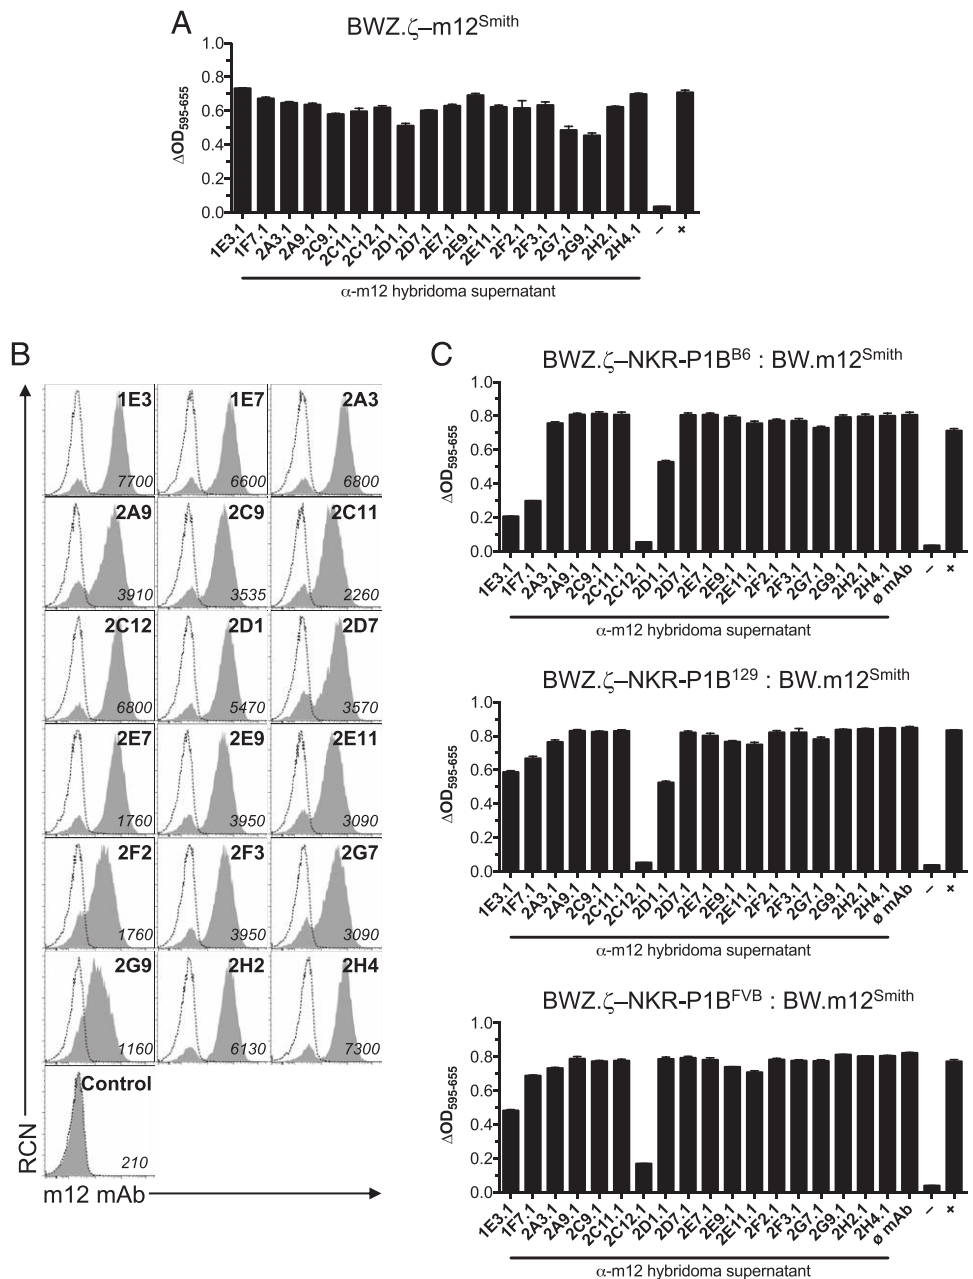 A
BWZ.ζ–m12Smith
1.0
0.8
0.6
0.4
0.2
0.0
ΔOD595-655
1E3.1 1F7.1 2A3.1 2A9.1 2C9.1 2C11.1 2C12.1 2D1.1 2D7.1 2E7.1 2E9.1 2E11.1 2F2.1 2F3.1 2G7.1 2G9.1 2H2.1 2H4.1 – +
α-m12 hybridoma supernatant
B
1E3 1E7 2A3
7700 6600 6800
2A9 2C9 2C11
3910 3535 2260
2C12 2D1 2D7
6800 5470 3570
2E7 2E9 2E11
1760 3950 3090
2F2 2F3 2G7
1760 3950 3090
2G9 2H2 2H4
1160 6130 7300
Control
210
RCN
m12 mAb
C
BWZ.ζ–NKR-P1BB6 : BW.m12Smith
1.0
0.8
0.6
0.4
0.2
0.0
ΔOD595-655
1E3.1 1F7.1 2A3.1 2A9.1 2C9.1 2C11.1 2C12.1 2D1.1 2D7.1 2E7.1 2E9.1 2E11.1 2F2.1 2F3.1 2G7.1 2G9.1 2H2.1 2H4.1 ø mAb – +
α-m12 hybridoma supernatant
BWZ.ζ–NKR-P1B129 : BW.m12Smith
1.0
0.8
0.6
0.4
0.2
0.0
ΔOD595-655
1E3.1 1F7.1 2A3.1 2A9.1 2C9.1 2C11.1 2C12.1 2D1.1 2D7.1 2E7.1 2E9.1 2E11.1 2F2.1 2F3.1 2G7.1 2G9.1 2H2.1 2H4.1 ø mAb – +
α-m12 hybridoma supernatant
BWZ.ζ–NKR-P1BFVB : BW.m12Smith
1.0
0.8
0.6
0.4
0.2
0.0
ΔOD595-655
1E3.1 1F7.1 2A3.1 2A9.1 2C9.1 2C11.1 2C12.1 2D1.1 2D7.1 2E7.1 2E9.1 2E11.1 2F2.1 2F3.1 2G7.1 2G9.1 2H2.1 2H4.1 ø mAb – +
α-m12 hybridoma supernatant